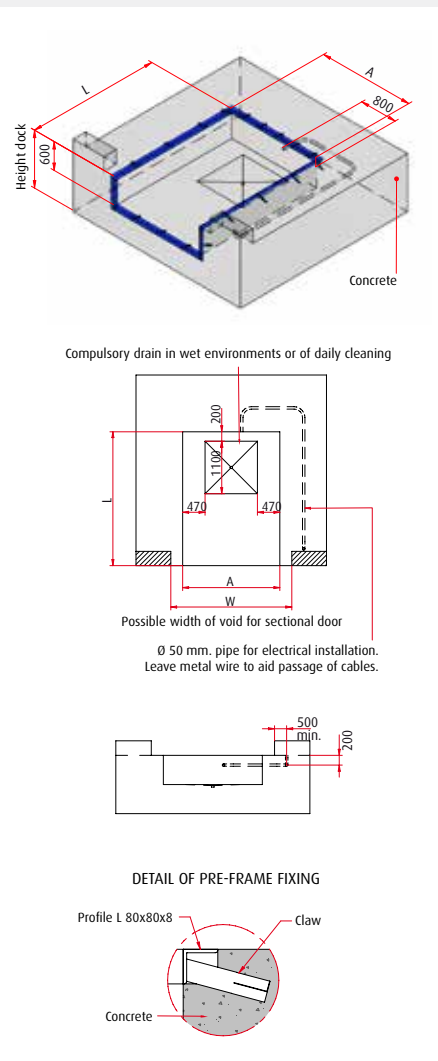 L
A
800
Height dock
600
Concrete
Compulsory drain in wet environments or of daily cleaning
200
1100
L
470
470
A
W
Possible width of void for sectional door
Ø 50 mm. pipe for electrical installation.
Leave metal wire to aid passage of cables.
500
min.
200
DETAIL OF PRE-FRAME FIXING
Profile L 80x80x8
Claw
Concrete